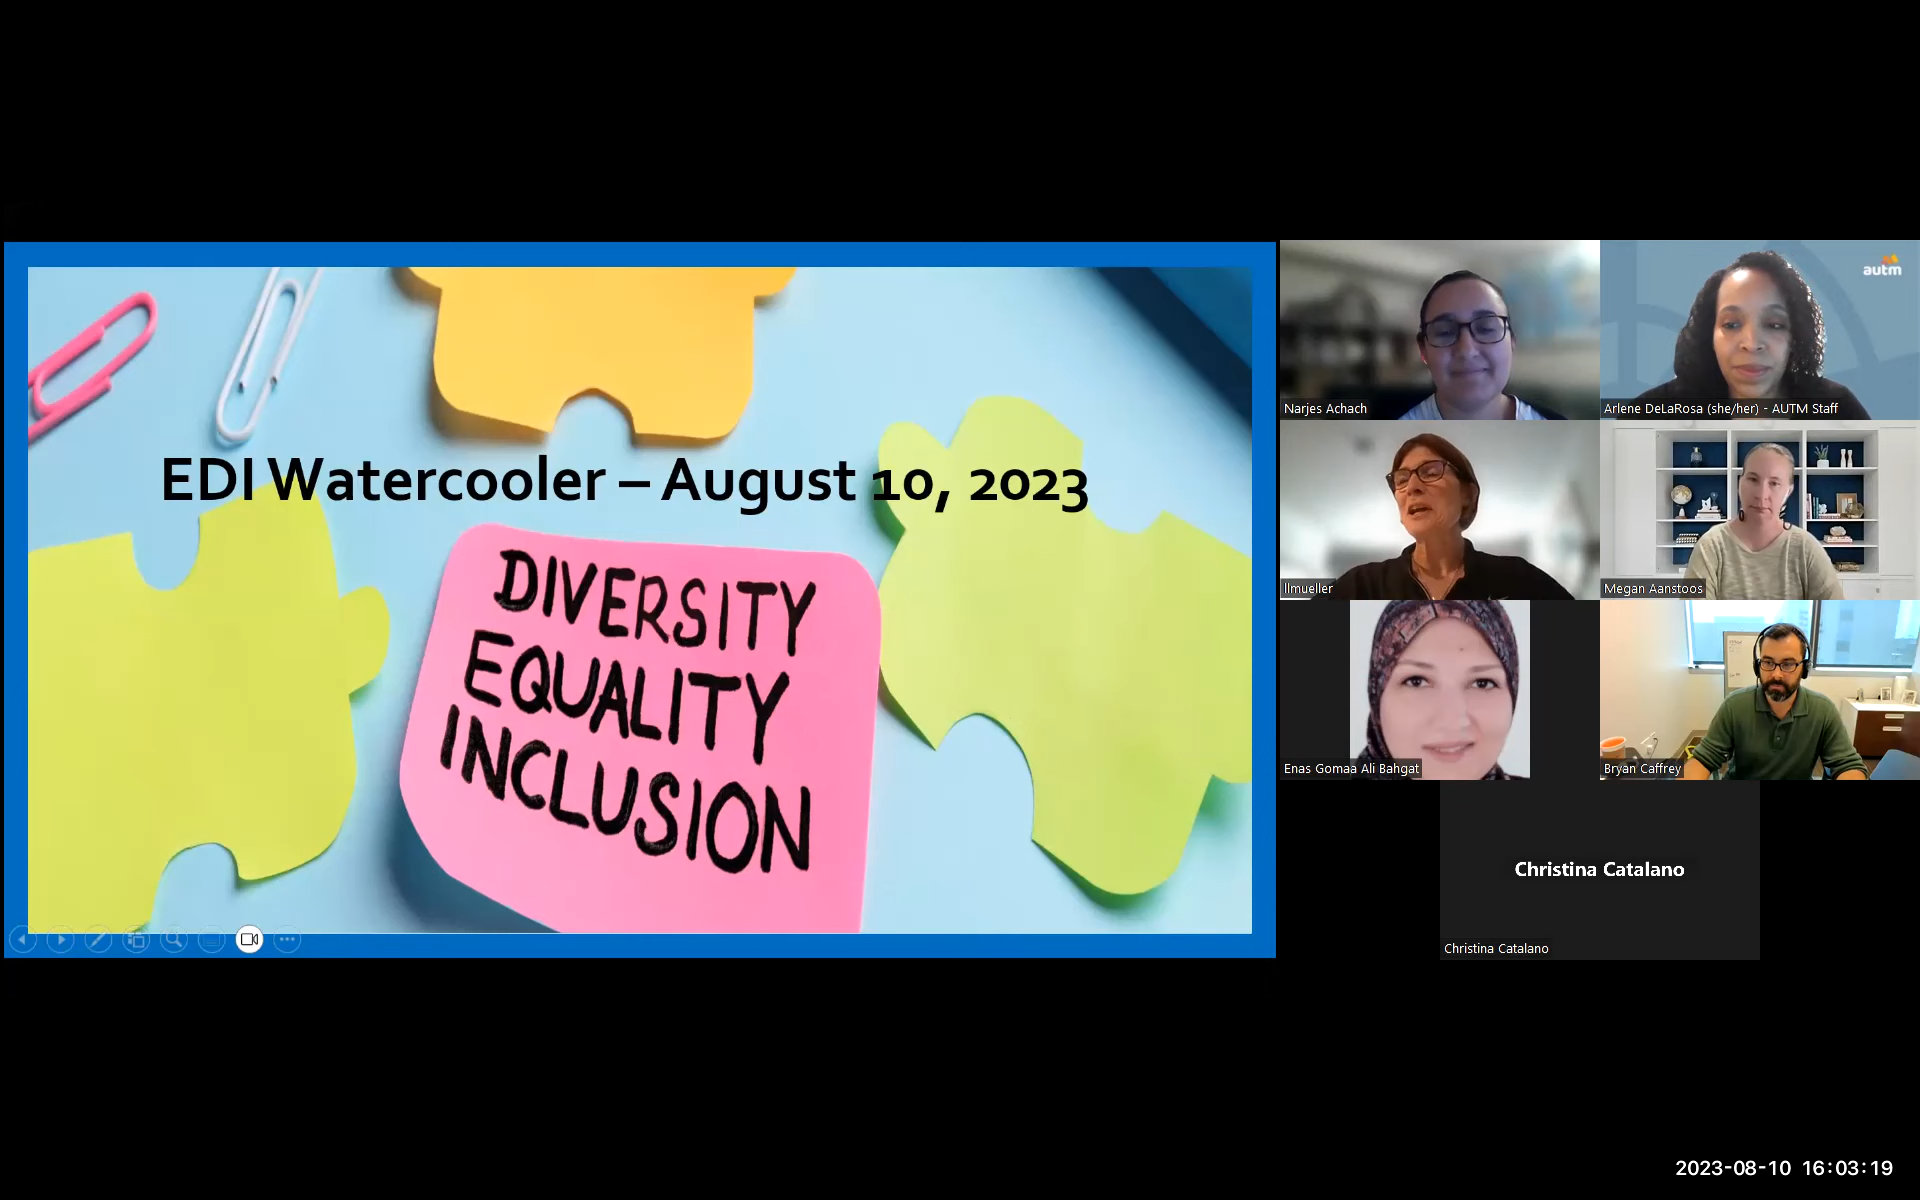 EDI Watercooler – August 10, 2023
DIVERSITY
EQUALITY
INCLUSION
autm
Narjes Achach
Arlene DeLaRosa (she/her) - AUTM Staff
llmueller
Megan Aanstoos
Enas Gomaa Ali Bahgat
Bryan Caffrey
Christina Catalano
Christina Catalano
2023-08-10 16:03:19